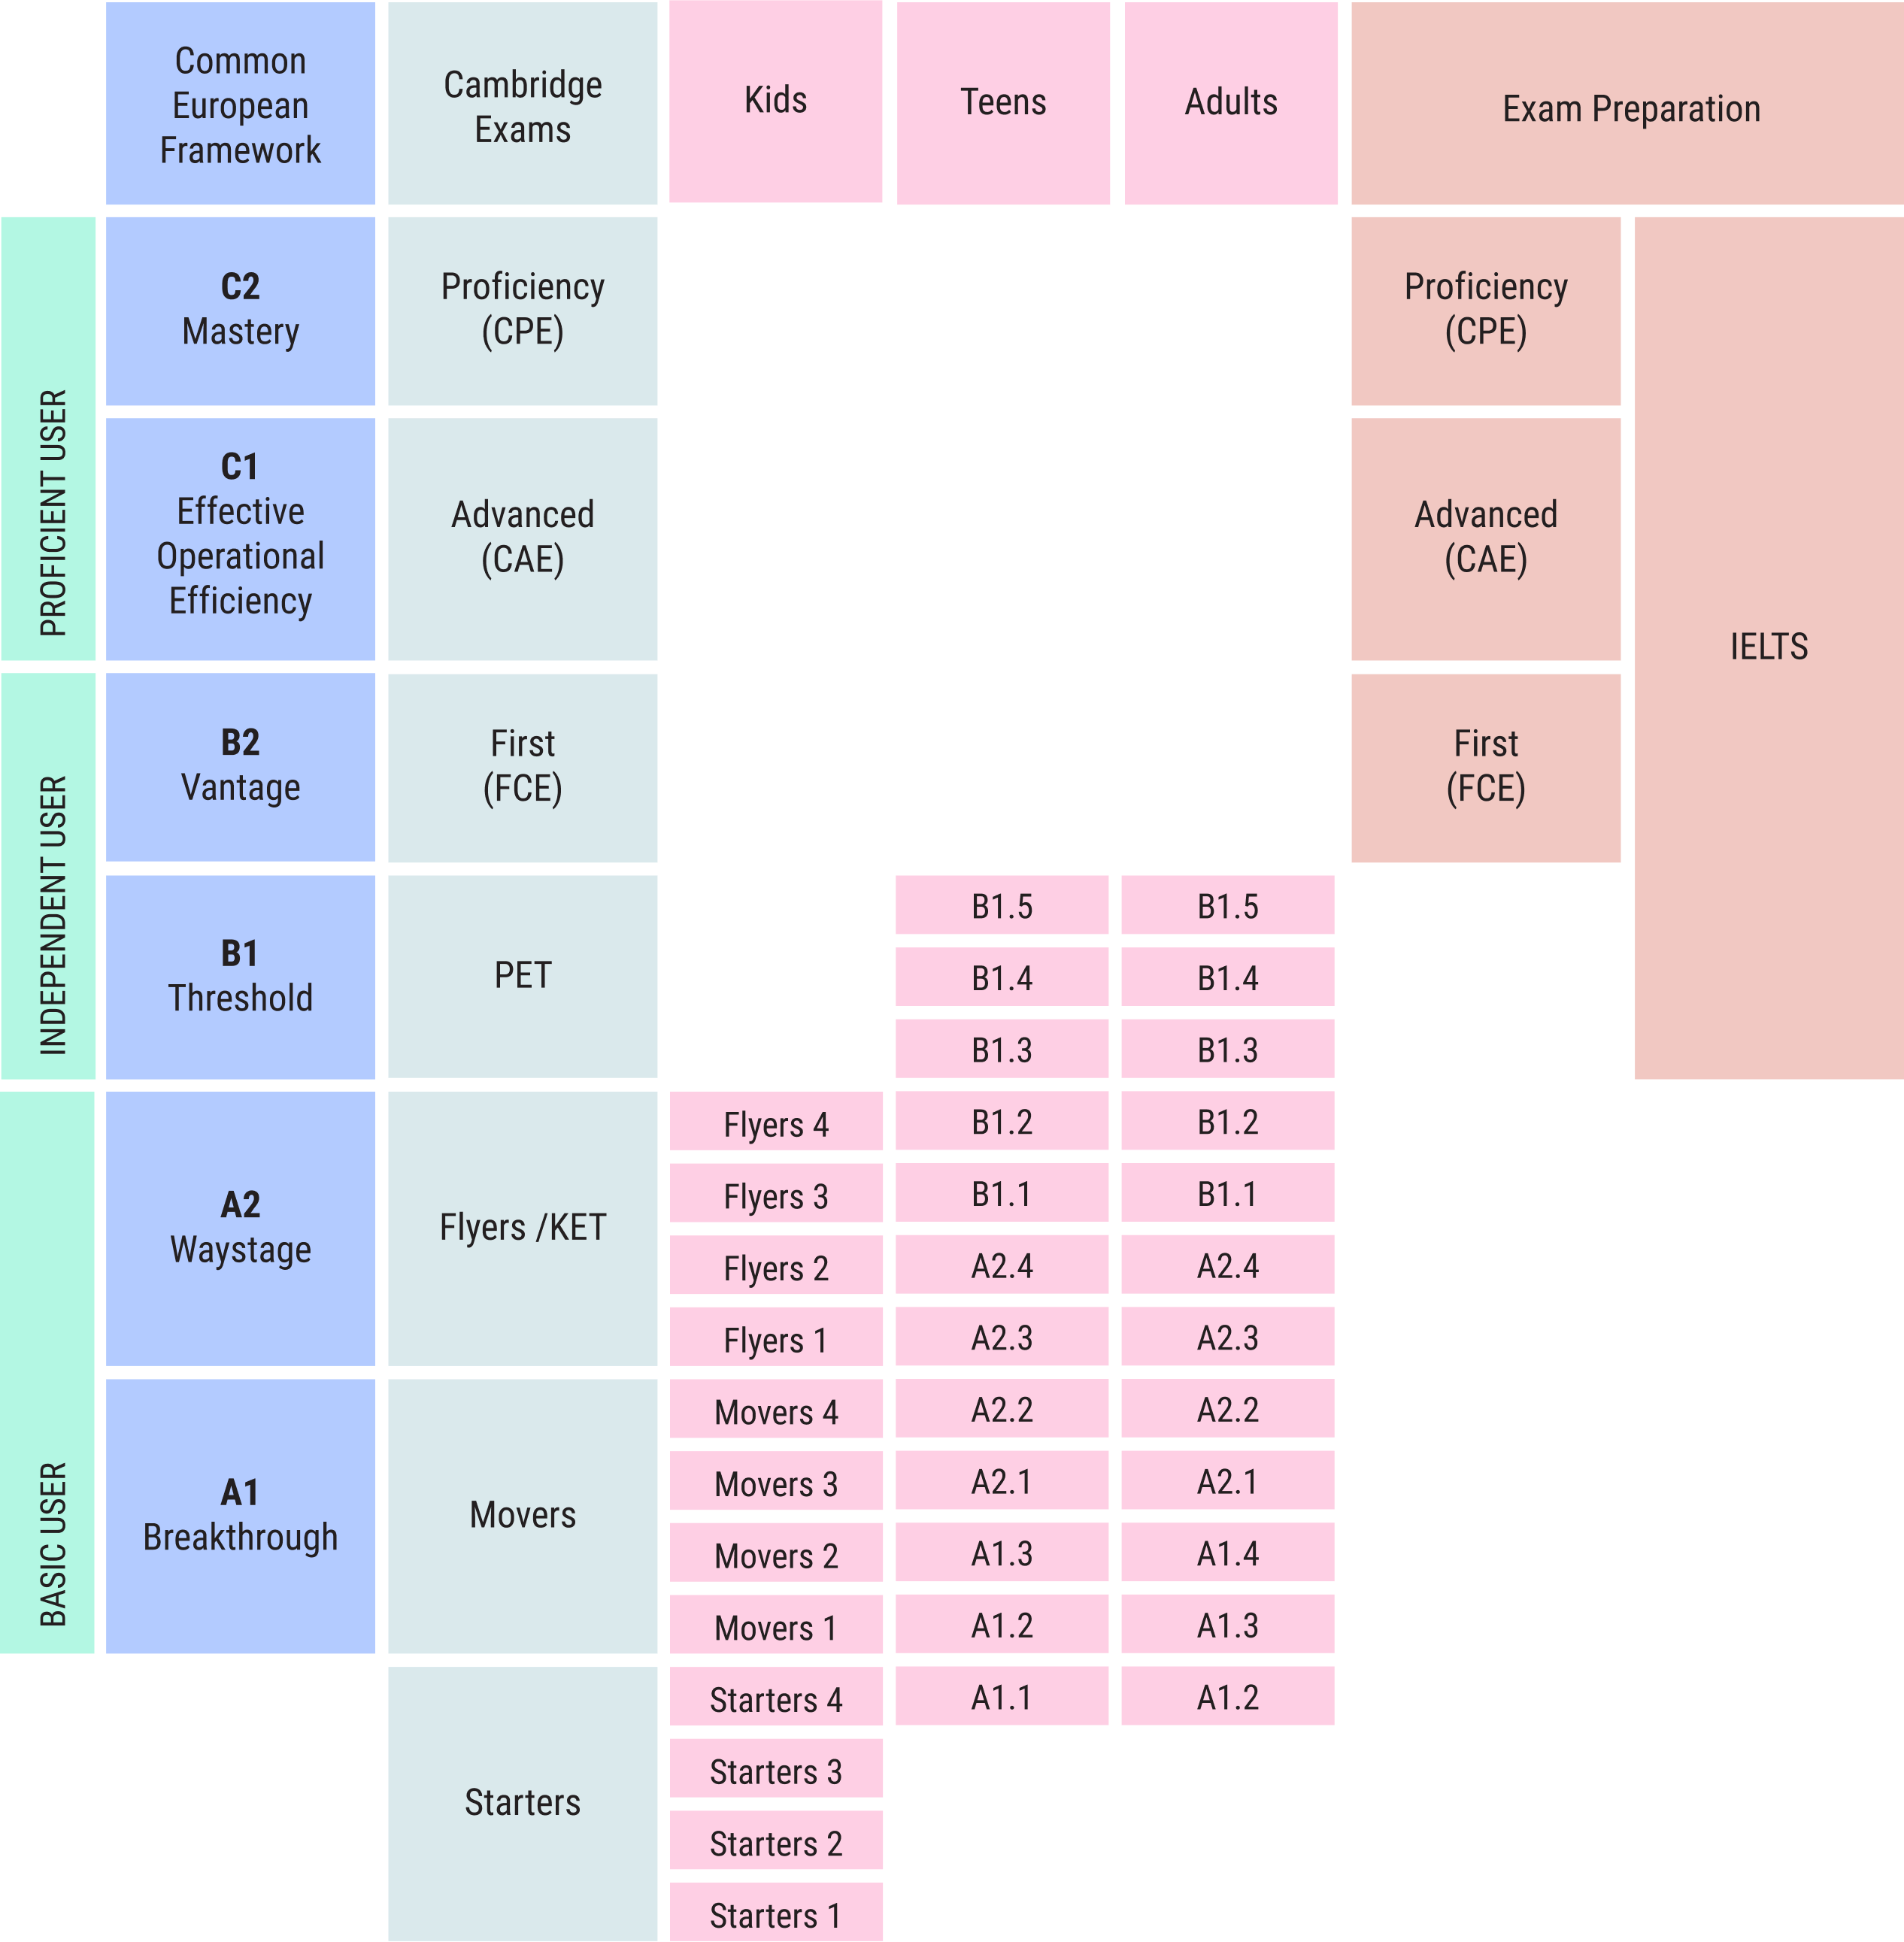 Common
European
Framework
Cambridge
Exams
Kids
Teens
Adults
Exam Preparation
PROFICIENT USER
C2
Mastery
Proficiency
(CPE)
Proficiency
(CPE)
IELTS
C1
Effective
Operational
Efficiency
Advanced
(CAE)
Advanced
(CAE)
INDEPENDENT USER
B2
Vantage
First
(FCE)
First
(FCE)
B1
Threshold
PET
B1.5
B1.5
B1.4
B1.4
B1.3
B1.3
BASIC USER
A2
Waystage
Flyers /KET
Flyers 4
B1.2
B1.2
Flyers 3
B1.1
B1.1
Flyers 2
A2.4
A2.4
Flyers 1
A2.3
A2.3
A1
Breakthrough
Movers
Movers 4
A2.2
A2.2
Movers 3
A2.1
A2.1
Movers 2
A1.3
A1.4
Movers 1
A1.2
A1.3
Starters
Starters 4
A1.1
A1.2
Starters 3
Starters 2
Starters 1